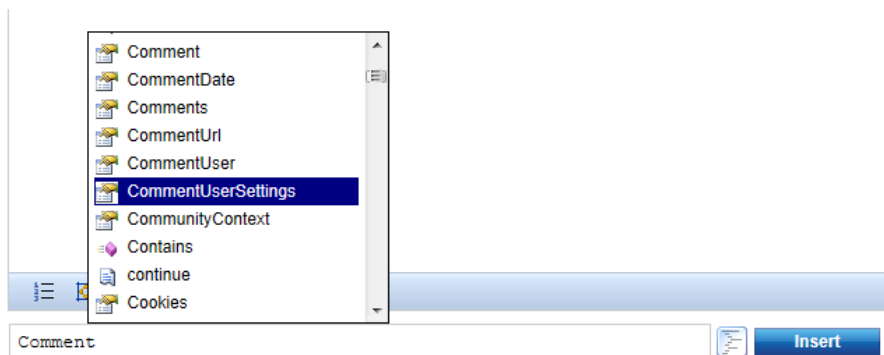 Comment
CommentDate
Comments
CommentUrl
CommentUser
CommentUserSettings
CommunityContext
Contains
continue
Cookies
Comment
Insert